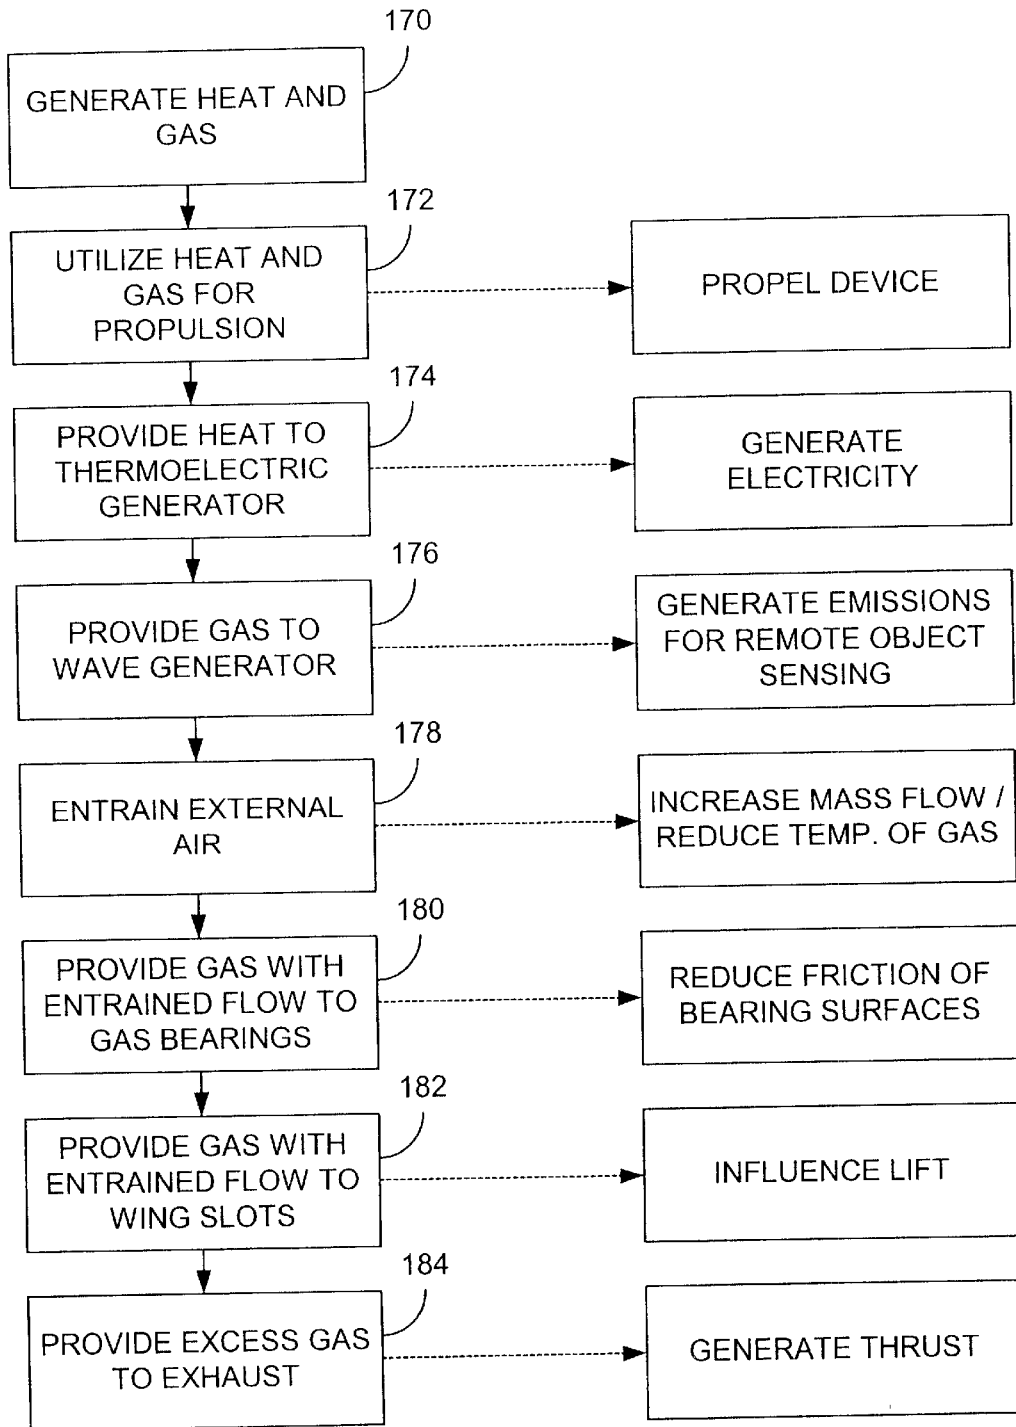 170
GENERATE HEAT AND
GAS
172
UTILIZE HEAT AND
GAS FOR
PROPULSION
PROPEL DEVICE
174
PROVIDE HEAT TO
THERMOELECTRIC
GENERATOR
GENERATE
ELECTRICITY
176
PROVIDE GAS TO
WAVE GENERATOR
GENERATE EMISSIONS
FOR REMOTE OBJECT
SENSING
178
ENTRAIN EXTERNAL
AIR
INCREASE MASS FLOW /
REDUCE TEMP. OF GAS
180
PROVIDE GAS WITH
ENTRAINED FLOW TO
GAS BEARINGS
REDUCE FRICTION OF
BEARING SURFACES
182
PROVIDE GAS WITH
ENTRAINED FLOW TO
WING SLOTS
INFLUENCE LIFT
184
PROVIDE EXCESS GAS
TO EXHAUST
GENERATE THRUST